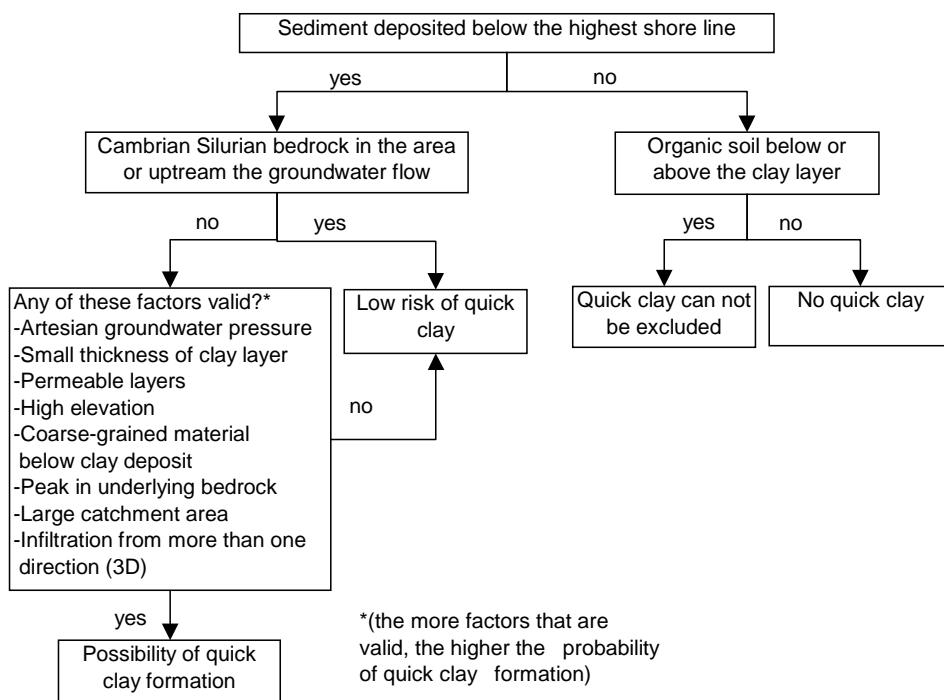 Sediment deposited below the highest shore line
yes
no
Cambrian Silurian bedrock in the area
or uptream the groundwater flow
Organic soil below or
above the clay layer
no
yes
yes
no
Any of these factors valid?*
-Artesian groundwater pressure
-Small thickness of clay layer
-Permeable layers
-High elevation
-Coarse-grained material
below clay deposit
-Peak in underlying bedrock
-Large catchment area
-Infiltration from more than one
direction (3D)
Low risk of quick
clay
Quick clay can not
be excluded
No quick clay
no
yes
Possibility of quick
clay formation
*(the more factors that are
valid, the higher the probability
of quick clay formation)